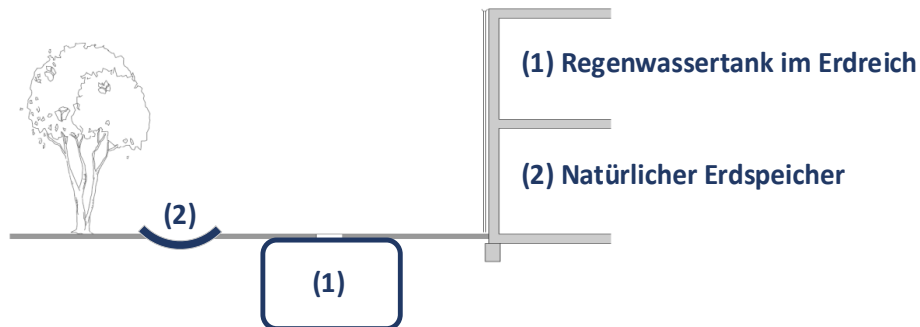 (1) Regenwassertank im Erdreich
(2) Natürlicher Erdspeicher
(2)
(1)